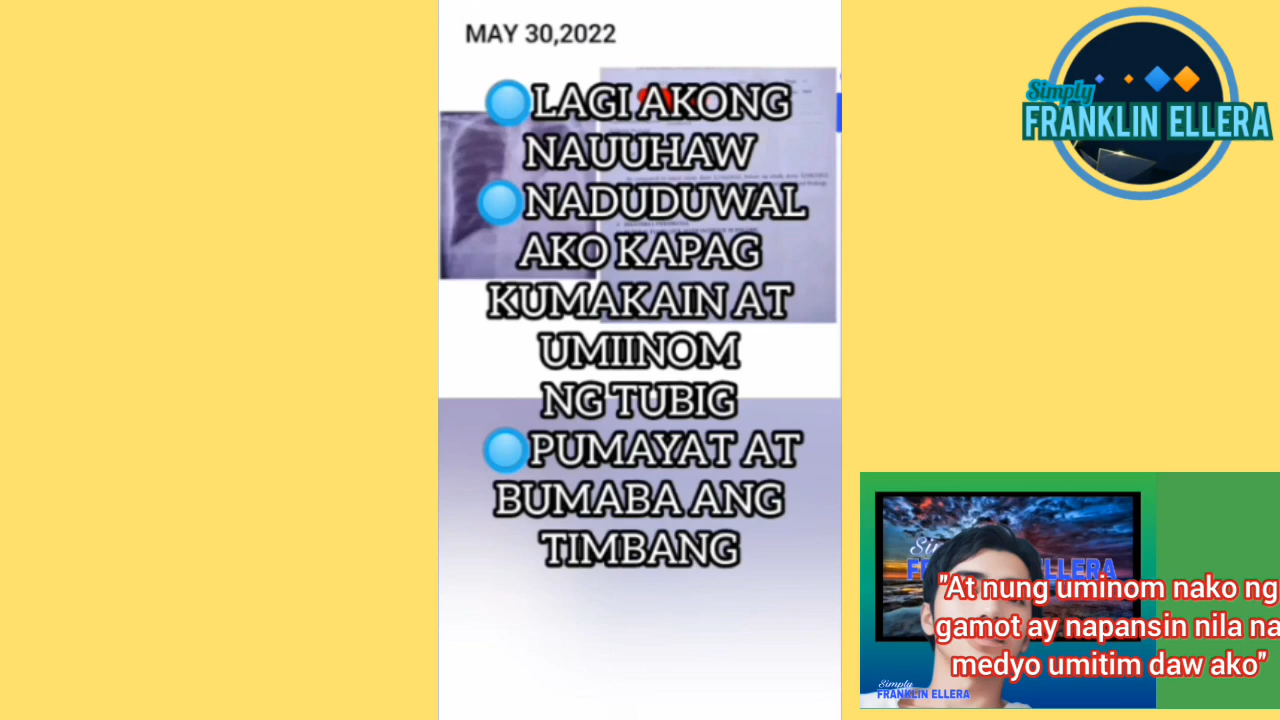 MAY 30,2022
LAGI AKONG
NAUUHAW
NADUDUWAL
AKO KAPAG
KUMAKAIN AT
UMIINOM
NG TUBIG
PUMAYAT AT
BUMABA ANG
TIMBANG
Simply
FRANKLIN ELLERA
"At nung uminom nako ng
gamot ay napansin nila na
medyo umitim daw ako"
Simply
FRANKLIN ELLERA